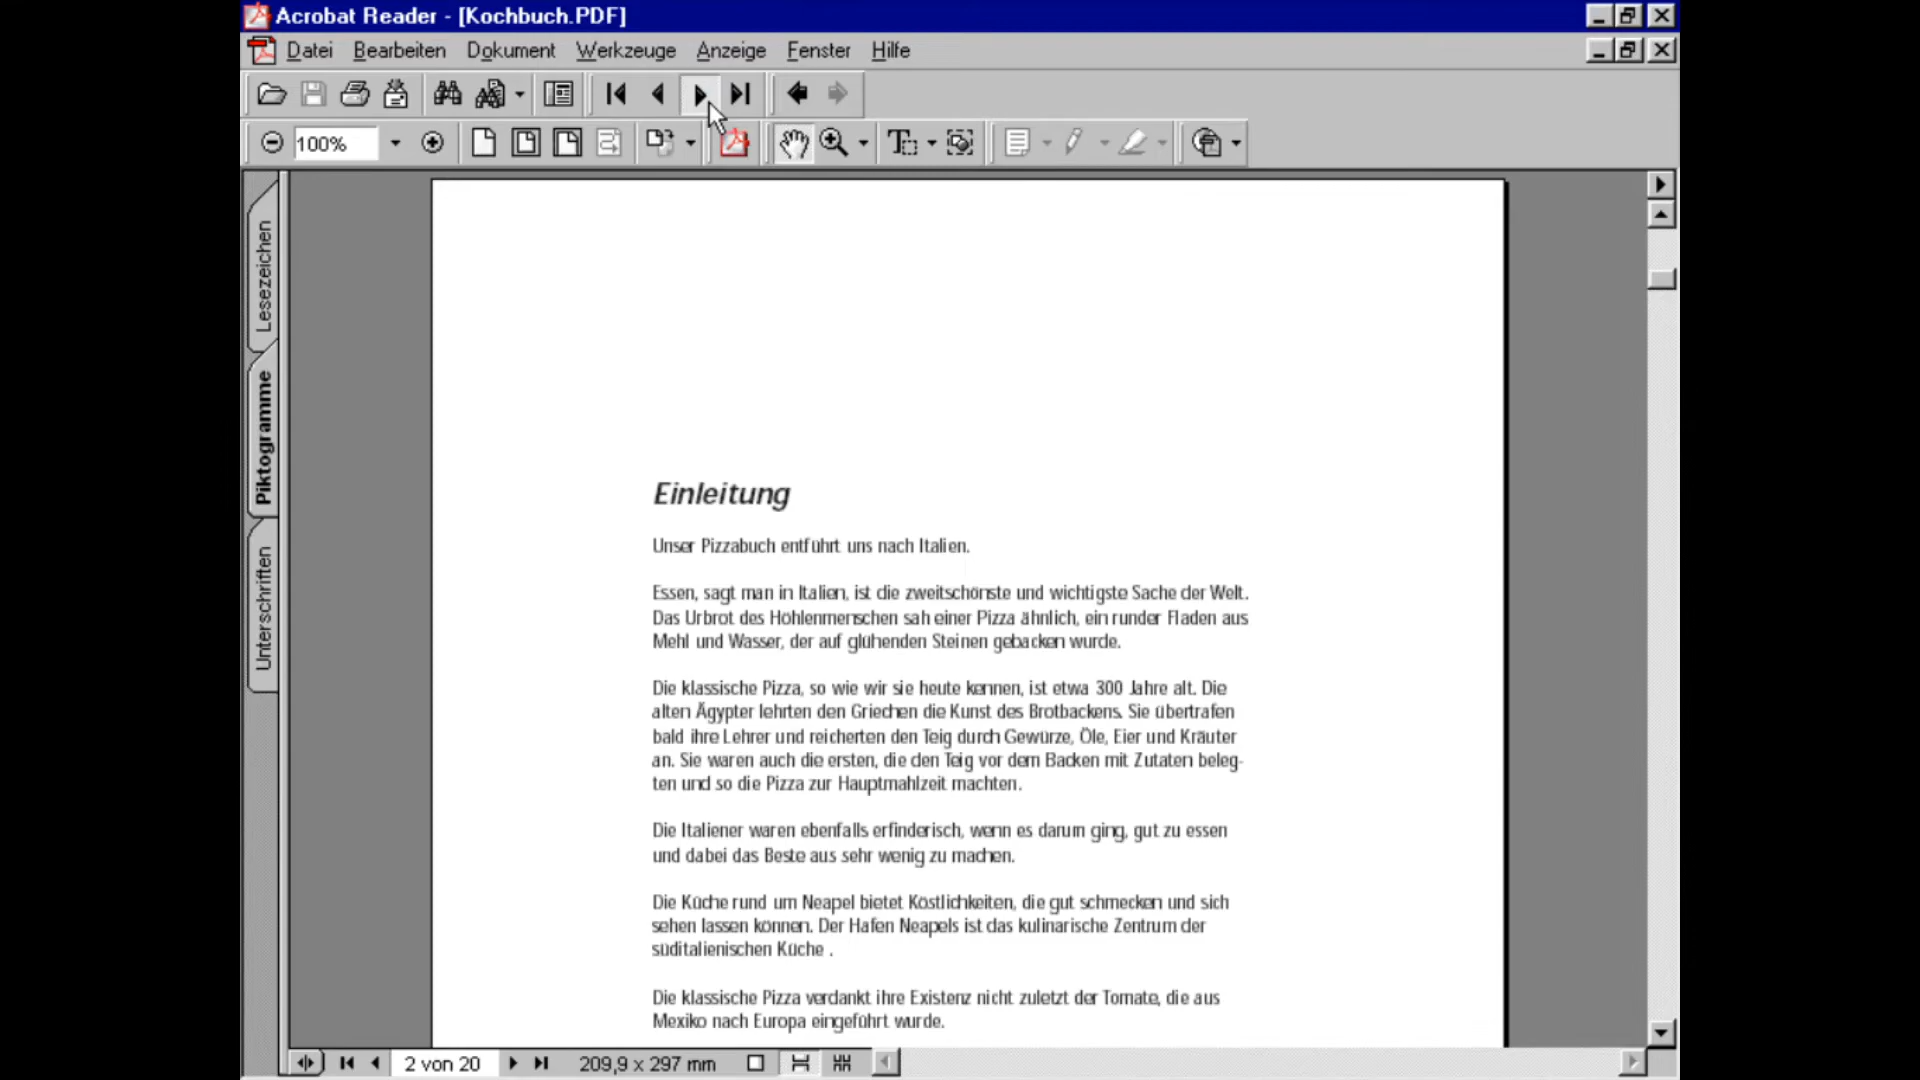 Acrobat Reader - [Kochbuch.PDF]
Datei Bearbeiten Dokument Werkzeuge Anzeige Fenster Hilfe
100%
Lesezeichen
Piktogramme
Unterschriften
Einleitung
Unser Pizzabuch entführt uns nach Italien.
Essen, sagt man in Italien, ist die zweitschönste und wichtigste Sache der Welt.
Das Urbrot des Höhlenmenschen sah einer Pizza ähnlich, ein runder Fladen aus
Mehl und Wasser, der auf glühenden Steinen gebacken wurde.
Die klassische Pizza, so wie wir sie heute kennen, ist etwa 300 Jahre alt. Die
alten Ägypter lehrten den Griechen die Kunst des Brotbackens. Sie übertrafen
bald ihre Lehrer und reicherten den Teig durch Gewürze, Öle, Eier und Kräuter
an. Sie waren auch die ersten, die den Teig vor dem Backen mit Zutaten beleg-
ten und so die Pizza zur Hauptmahlzeit machten.
Die Italiener waren ebenfalls erfinderisch, wenn es darum ging, gut zu essen
und dabei das Beste aus sehr wenig zu machen.
Die Küche rund um Neapel bietet Köstlichkeiten, die gut schmecken und sich
sehen lassen können. Der Hafen Neapels ist das kulinarische Zentrum der
süditalienischen Küche .
Die klassische Pizza verdankt ihre Existenz nicht zuletzt der Tomate, die aus
Mexiko nach Europa eingeführt wurde.
2 von 20 209,9 x 297 mm